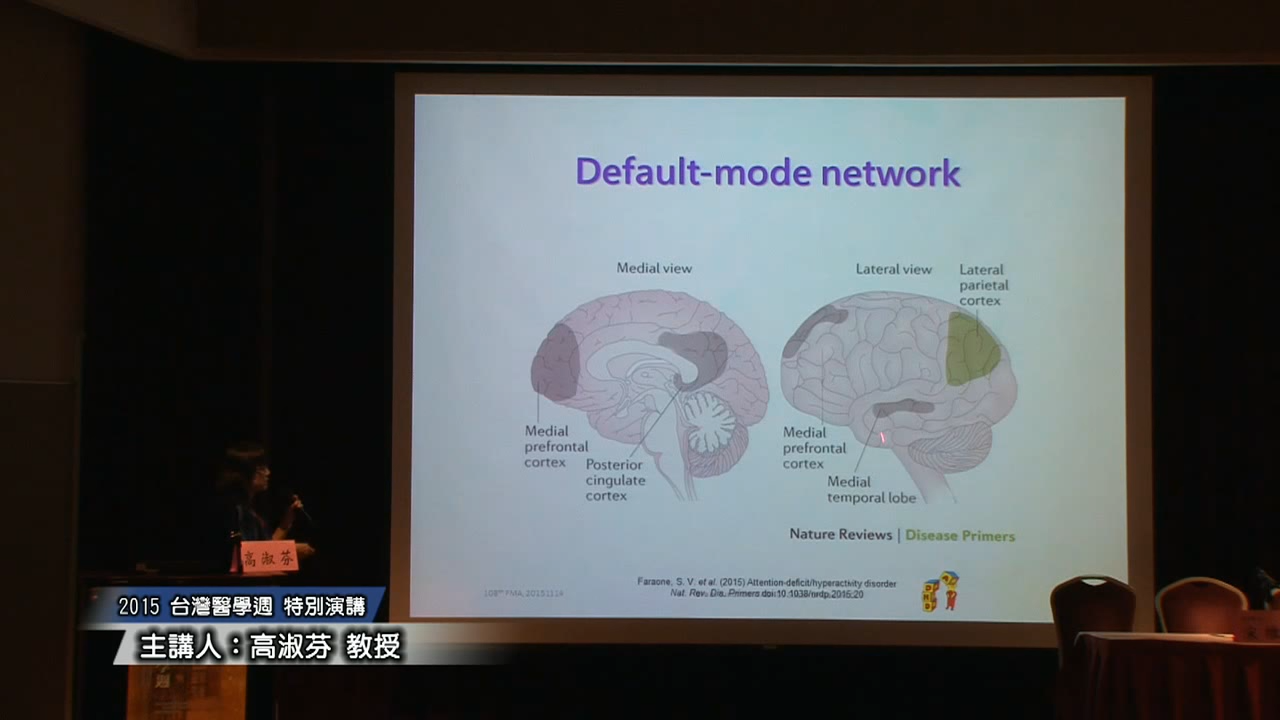 Default-mode network
Medial view
Lateral view
Lateral
parietal
cortex
Medial
prefrontal
cortex
Posterior
cingulate
cortex
Medial
prefrontal
cortex
Medial
temporal lobe
Nature Reviews | Disease Primers
Faraone, S. V. et al. (2015) Attention-deficit/hyperactivity disorder
Nat. Rev. Dis. Primers doi:10.1038/nrdp.2015.20
高淑芬
2015 台灣醫學週 特別演講
主講人：高淑芬 教授